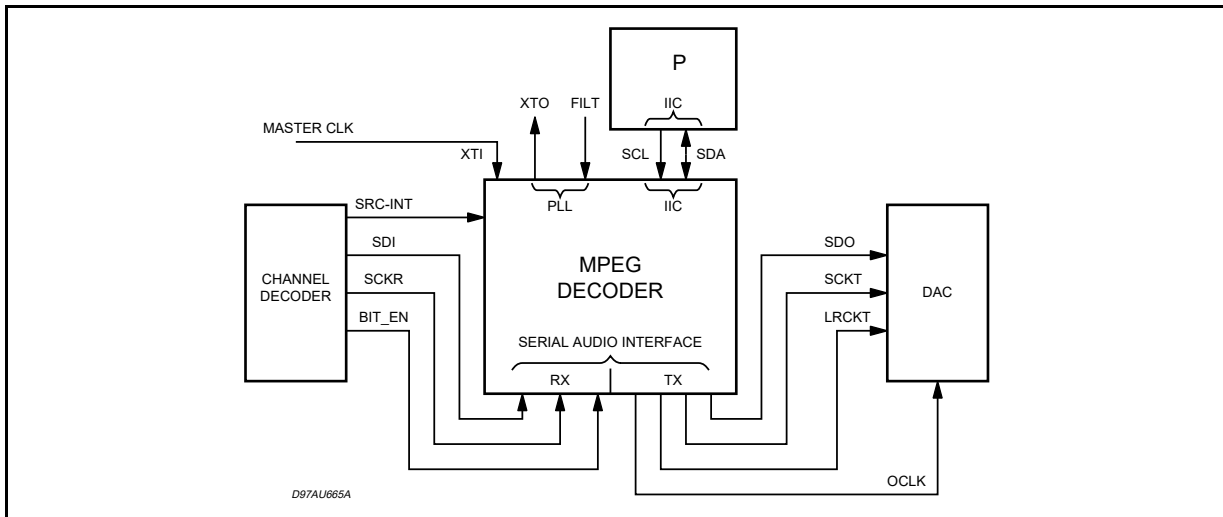 P
IIC
XTO FILT
MASTER CLK
XTI
SCL SDA
PLL IIC
SRC-INT
SDI
SCKR
BIT_EN
CHANNEL
DECODER
MPEG
DECODER
SERIAL AUDIO INTERFACE
RX TX
SDO
SCKT
LRCKT
DAC
OCLK
D97AU665A